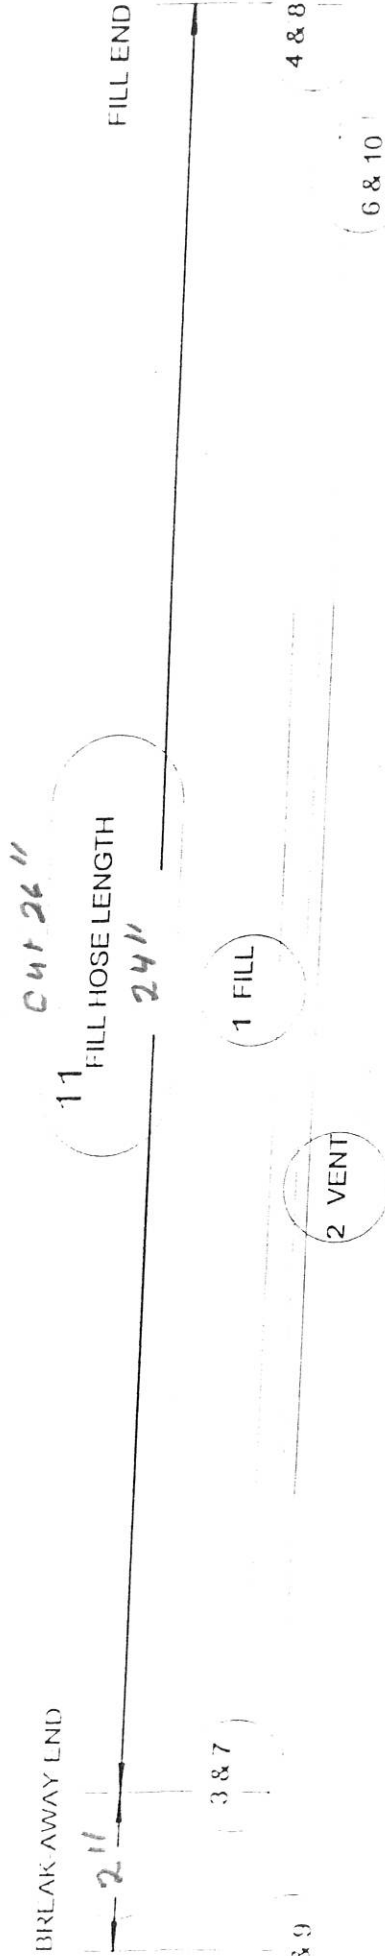 BREAK-AWAY END
2"
cut 26"
11
FILL HOSE LENGTH
24"
FILL END
3 & 7
1 FILL
4 & 8
& 9
2 VENT
6 & 10